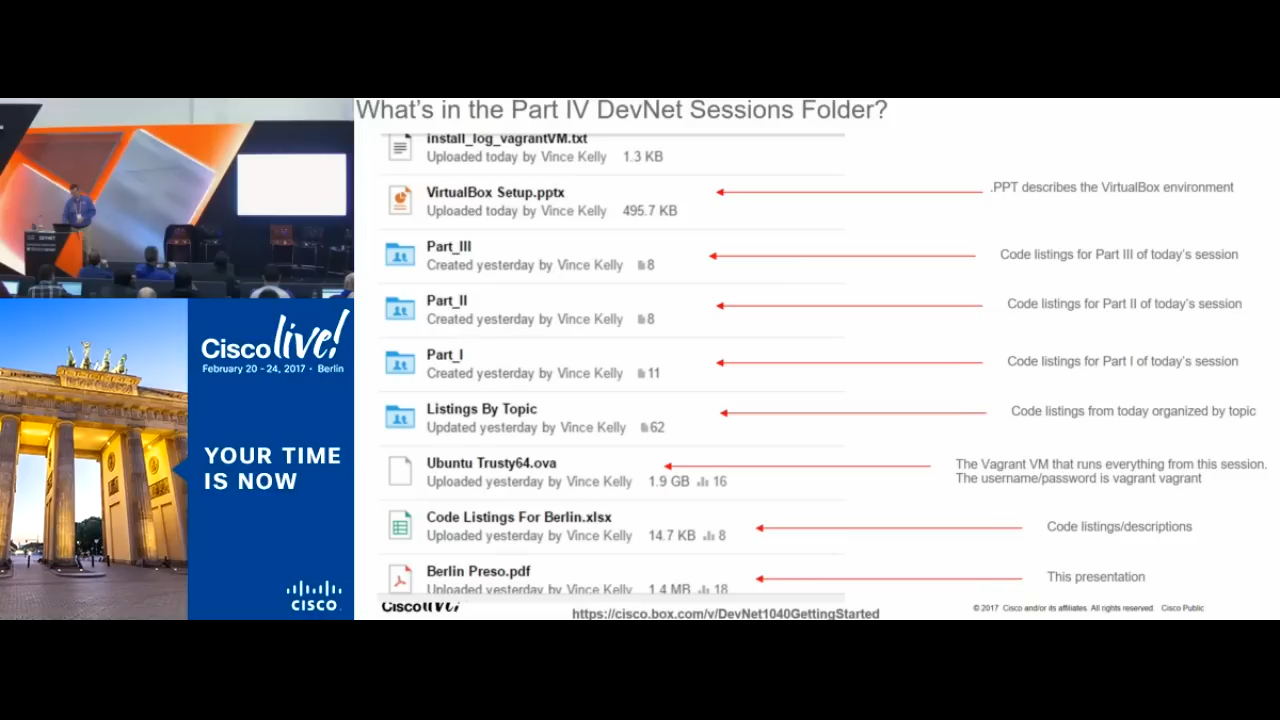 What's in the Part IV DevNet Sessions Folder?
install_log_vagrantVM.txt
Uploaded today by Vince Kelly 1.3 KB
VirtualBox Setup.pptx
Uploaded today by Vince Kelly 495.7 KB
.PPT describes the VirtualBox environment
Part_III
Created yesterday by Vince Kelly 8
Code listings for Part III of today's session
Part_II
Created yesterday by Vince Kelly 8
Code listings for Part II of today's session
Part_I
Created yesterday by Vince Kelly 11
Code listings for Part I of today's session
Listings By Topic
Updated yesterday by Vince Kelly 62
Code listings from today organized by topic
Ubuntu Trusty64.ova
Uploaded yesterday by Vince Kelly 1.9 GB 16
The Vagrant VM that runs everything from this session.
The username/password is vagrant vagrant
Code Listings For Berlin.xlsx
Uploaded yesterday by Vince Kelly 14.7 KB 8
Code listings/descriptions
Berlin Preso.pdf
Uploaded yesterday by Vince Kelly 1.4 MB 18
This presentation
Cisco live!
https://cisco.box.com/v/DevNet1040GettingStarted
© 2017 Cisco and/or its affiliates. All rights reserved. Cisco Public
Cisco live!
February 20 - 24, 2017 · Berlin
YOUR TIME
IS NOW
CISCO